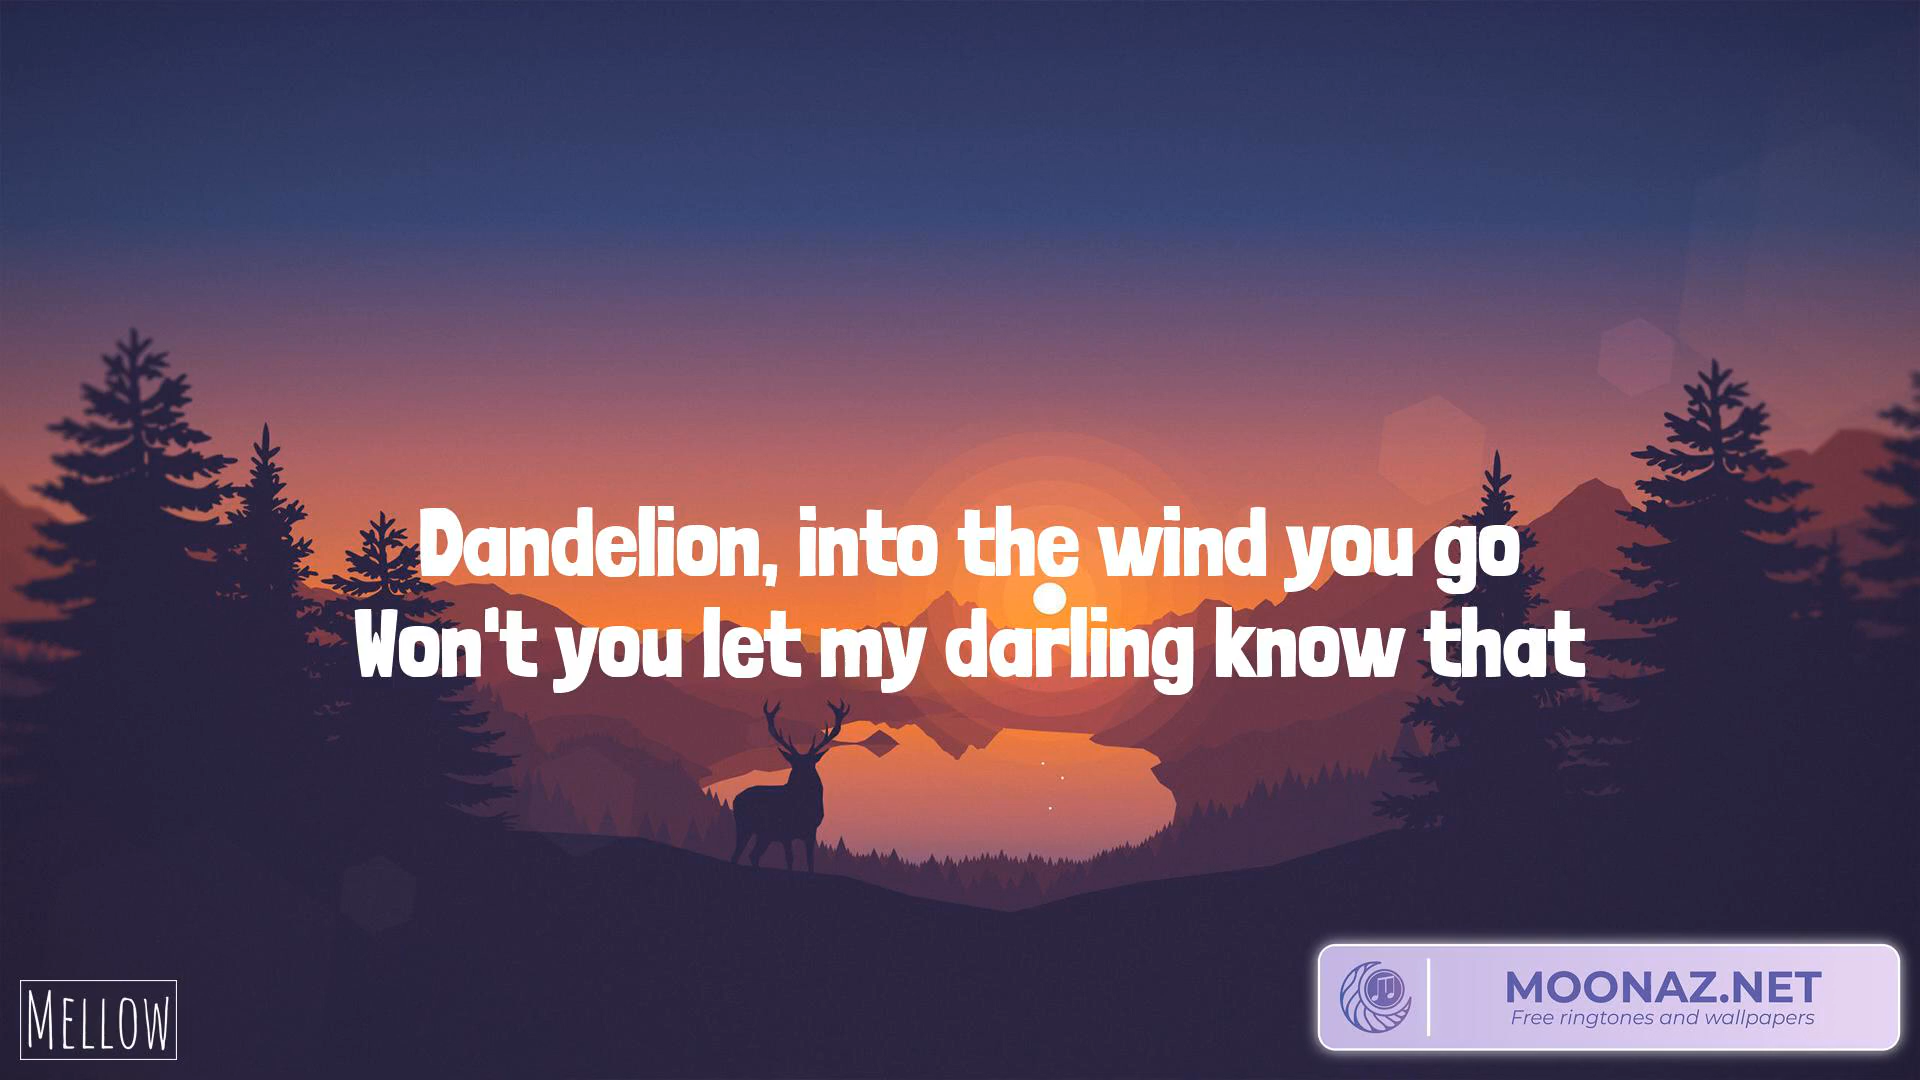 Dandelion, into the wind you go
Won't you let my darling know that
MELLOW
MOONAZ.NET
Free ringtones and wallpapers